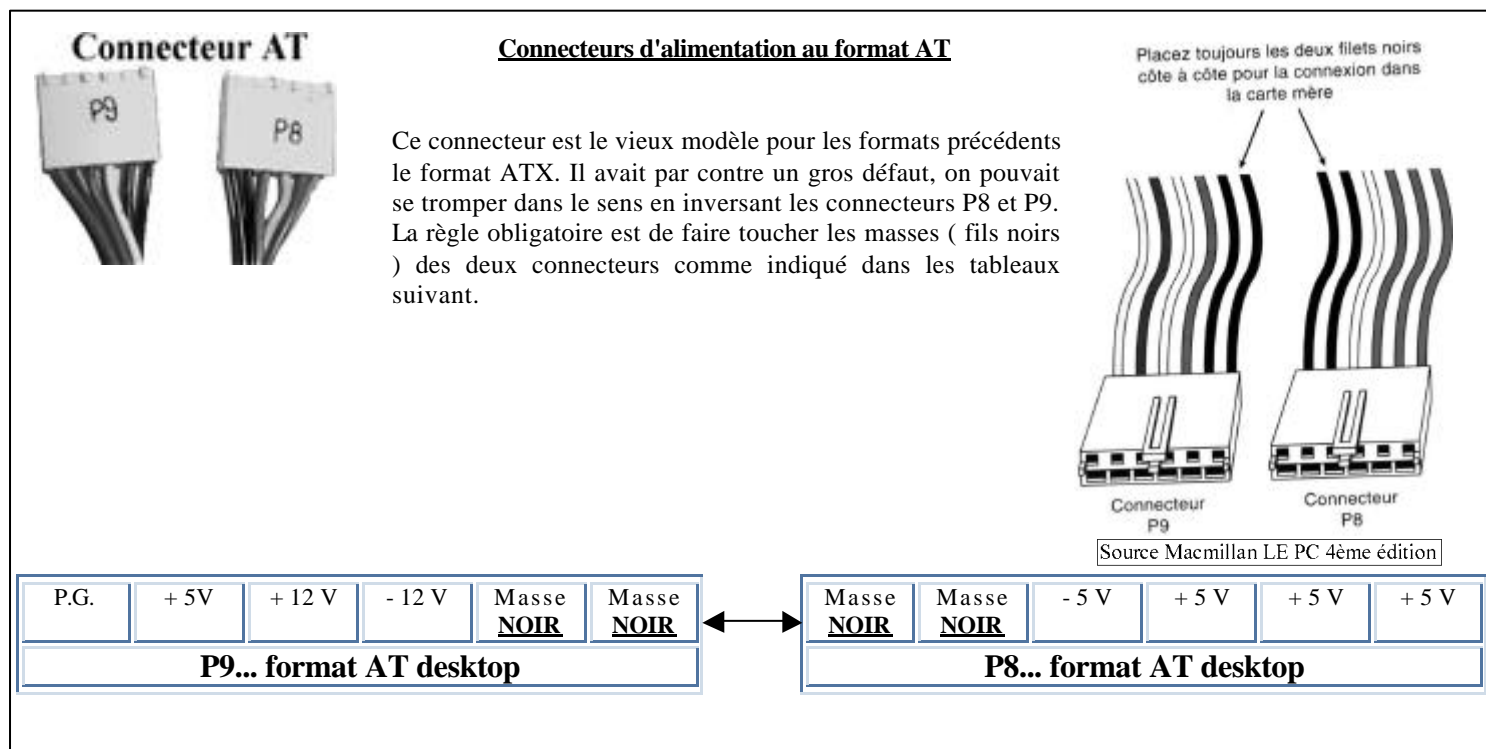 Connecteur AT
P9
P8
Connecteurs d'alimentation au format AT
Ce connecteur est le vieux modèle pour les formats précédents
le format ATX. Il avait par contre un gros défaut, on pouvait
se tromper dans le sens en inversant les connecteurs P8 et P9.
La règle obligatoire est de faire toucher les masses ( fils noirs
) des deux connecteurs comme indiqué dans les tableaux
suivant.
Placez toujours les deux filets noirs
côte à côte pour la connexion dans
la carte mère
Connecteur
P9
Connecteur
P8
Source Macmillan LE PC 4ème édition
P.G. + 5V + 12 V - 12 V Masse Masse
NOIR NOIR
P9... format AT desktop
Masse Masse - 5 V + 5 V + 5 V + 5 V
NOIR NOIR
P8... format AT desktop